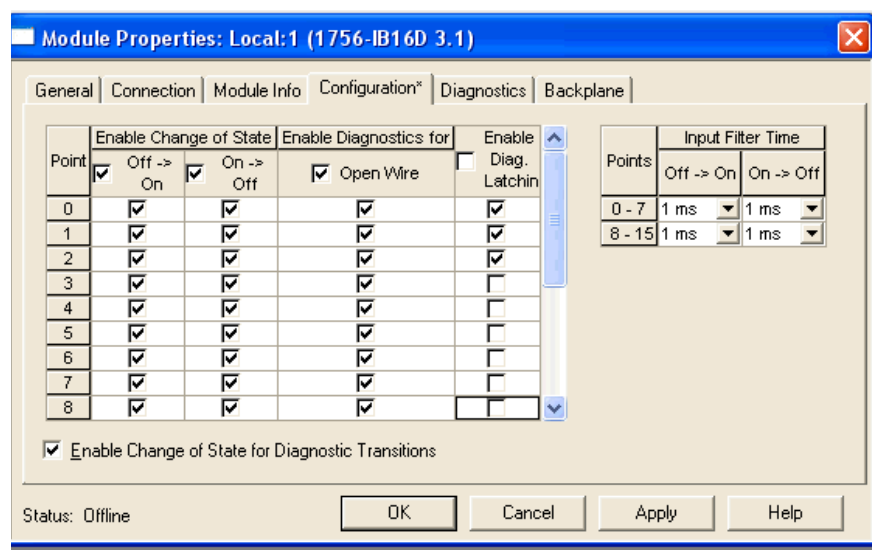 Module Properties: Local:1 (1756-IB16D 3.1)
General Connection Module Info Configuration* Diagnostics Backplane
Point Enable Change of State Enable Diagnostics for Enable Diag. Latchin
Off -> On On -> Off Open Wire
0
1
2
3
4
5
6
7
8
Points Input Filter Time
Off -> On On -> Off
0 - 7 1 ms 1 ms
8 - 15 1 ms 1 ms
Enable Change of State for Diagnostic Transitions
Status: Offline
OK Cancel Apply Help